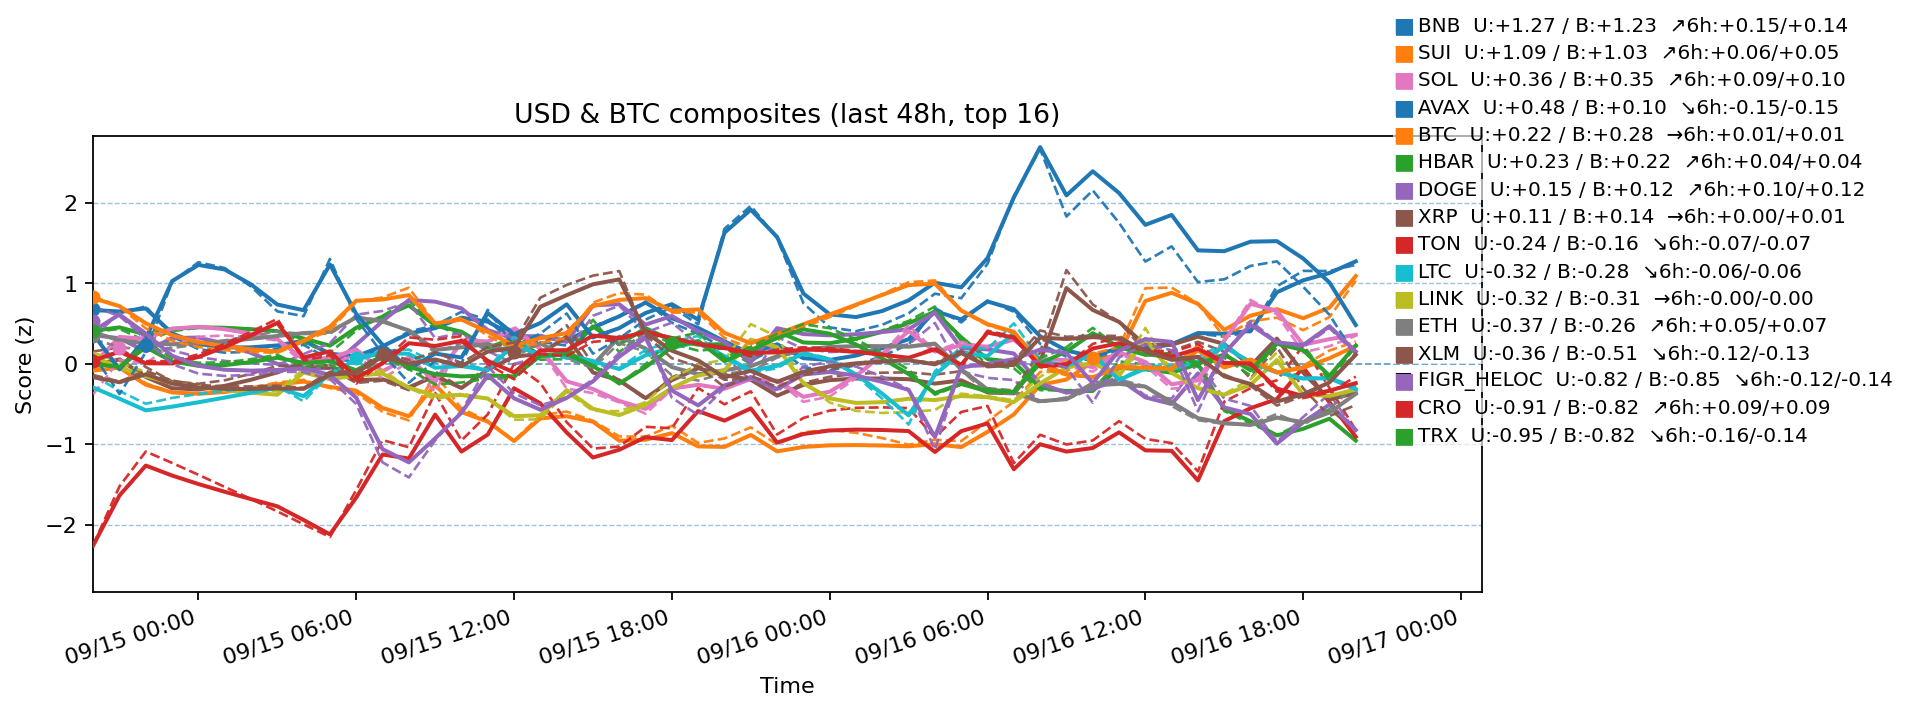 BNB U:+1.27 / B:+1.23 ↗6h:+0.15/+0.14
SUI U:+1.09 / B:+1.03 ↗6h:+0.06/+0.05
SOL U:+0.36 / B:+0.35 ↗6h:+0.09/+0.10
AVAX U:+0.48 / B:+0.10 ↘6h:-0.15/-0.15
BTC U:+0.22 / B:+0.28 →6h:+0.01/+0.01
HBAR U:+0.23 / B:+0.22 ↗6h:+0.04/+0.04
DOGE U:+0.15 / B:+0.12 ↗6h:+0.10/+0.12
XRP U:+0.11 / B:+0.14 →6h:+0.00/+0.01
TON U:-0.24 / B:-0.16 ↘6h:-0.07/-0.07
LTC U:-0.32 / B:-0.28 ↘6h:-0.06/-0.06
LINK U:-0.32 / B:-0.31 →6h:-0.00/-0.00
ETH U:-0.37 / B:-0.26 ↗6h:+0.05/+0.07
XLM U:-0.36 / B:-0.51 ↘6h:-0.12/-0.13
FIGR_HELOC U:-0.82 / B:-0.85 ↘6h:-0.12/-0.14
CRO U:-0.91 / B:-0.82 ↗6h:+0.09/+0.09
TRX U:-0.95 / B:-0.82 ↘6h:-0.16/-0.14
USD & BTC composites (last 48h, top 16)
Score (z)
2
1
0
−1
−2
09/15 00:00
09/15 06:00
09/15 12:00
09/15 18:00
09/16 00:00
09/16 06:00
09/16 12:00
09/16 18:00
09/17 00:00
Time